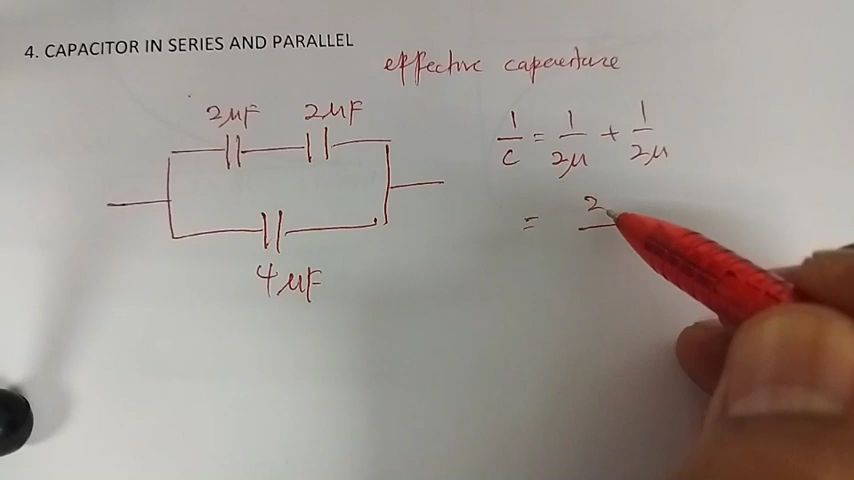 4. CAPACITOR IN SERIES AND PARALLEL
effective capacitance
2µF 2µF
1/C = 1/2µ + 1/2µ
= 2
4µF